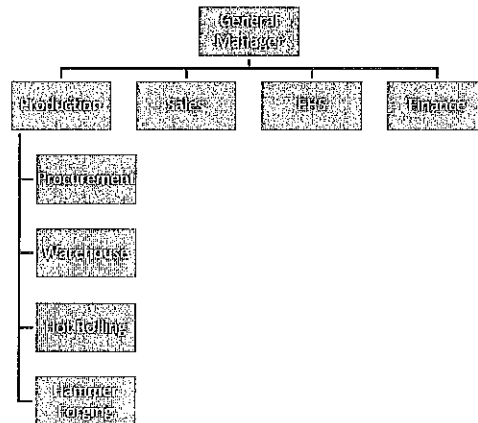 General
Manager
Production
Sales
EHS
Finance
Procurement
Warehouse
Hot Rolling
Hammer
Forging